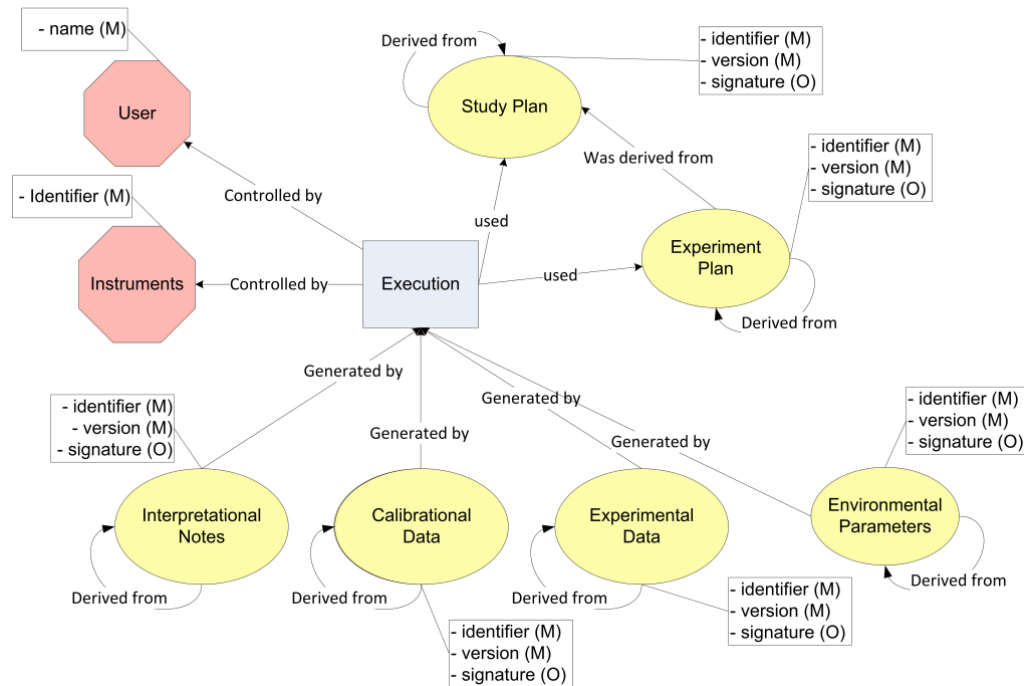 - name (M)
User
- Identifier (M)
Instruments
Controlled by
Controlled by
Execution
Derived from
Study Plan
- identifier (M)
- version (M)
- signature (O)
Was derived from
used
used
Experiment
Plan
- identifier (M)
- version (M)
- signature (O)
Derived from
Generated by
Generated by
Generated by
Generated by
- identifier (M)
- version (M)
- signature (O)
Interpretational
Notes
Derived from
Calibrational
Data
Derived from
- identifier (M)
- version (M)
- signature (O)
Experimental
Data
Derived from
- identifier (M)
- version (M)
- signature (O)
- identifier (M)
- version (M)
- signature (O)
Environmental
Parameters
Derived from